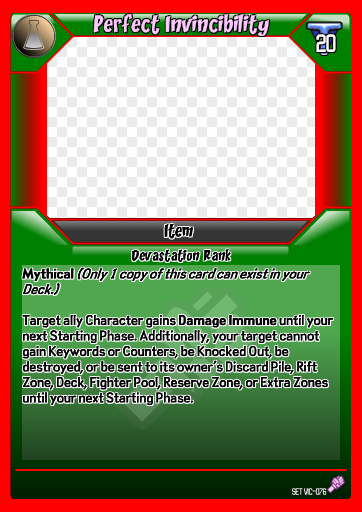 Perfect Invincibility
20
Item
Devastation Rank
Mythical (Only 1 copy of this card can exist in your
Deck.)
Target ally Character gains Damage Immune until your
next Starting Phase. Additionally, your target cannot
gain Keywords or Counters, be Knocked Out, be
destroyed, or be sent to its owner's Discard Pile, Rift
Zone, Deck, Fighter Pool, Reserve Zone, or Extra Zones
until your next Starting Phase.
SET VIC-076